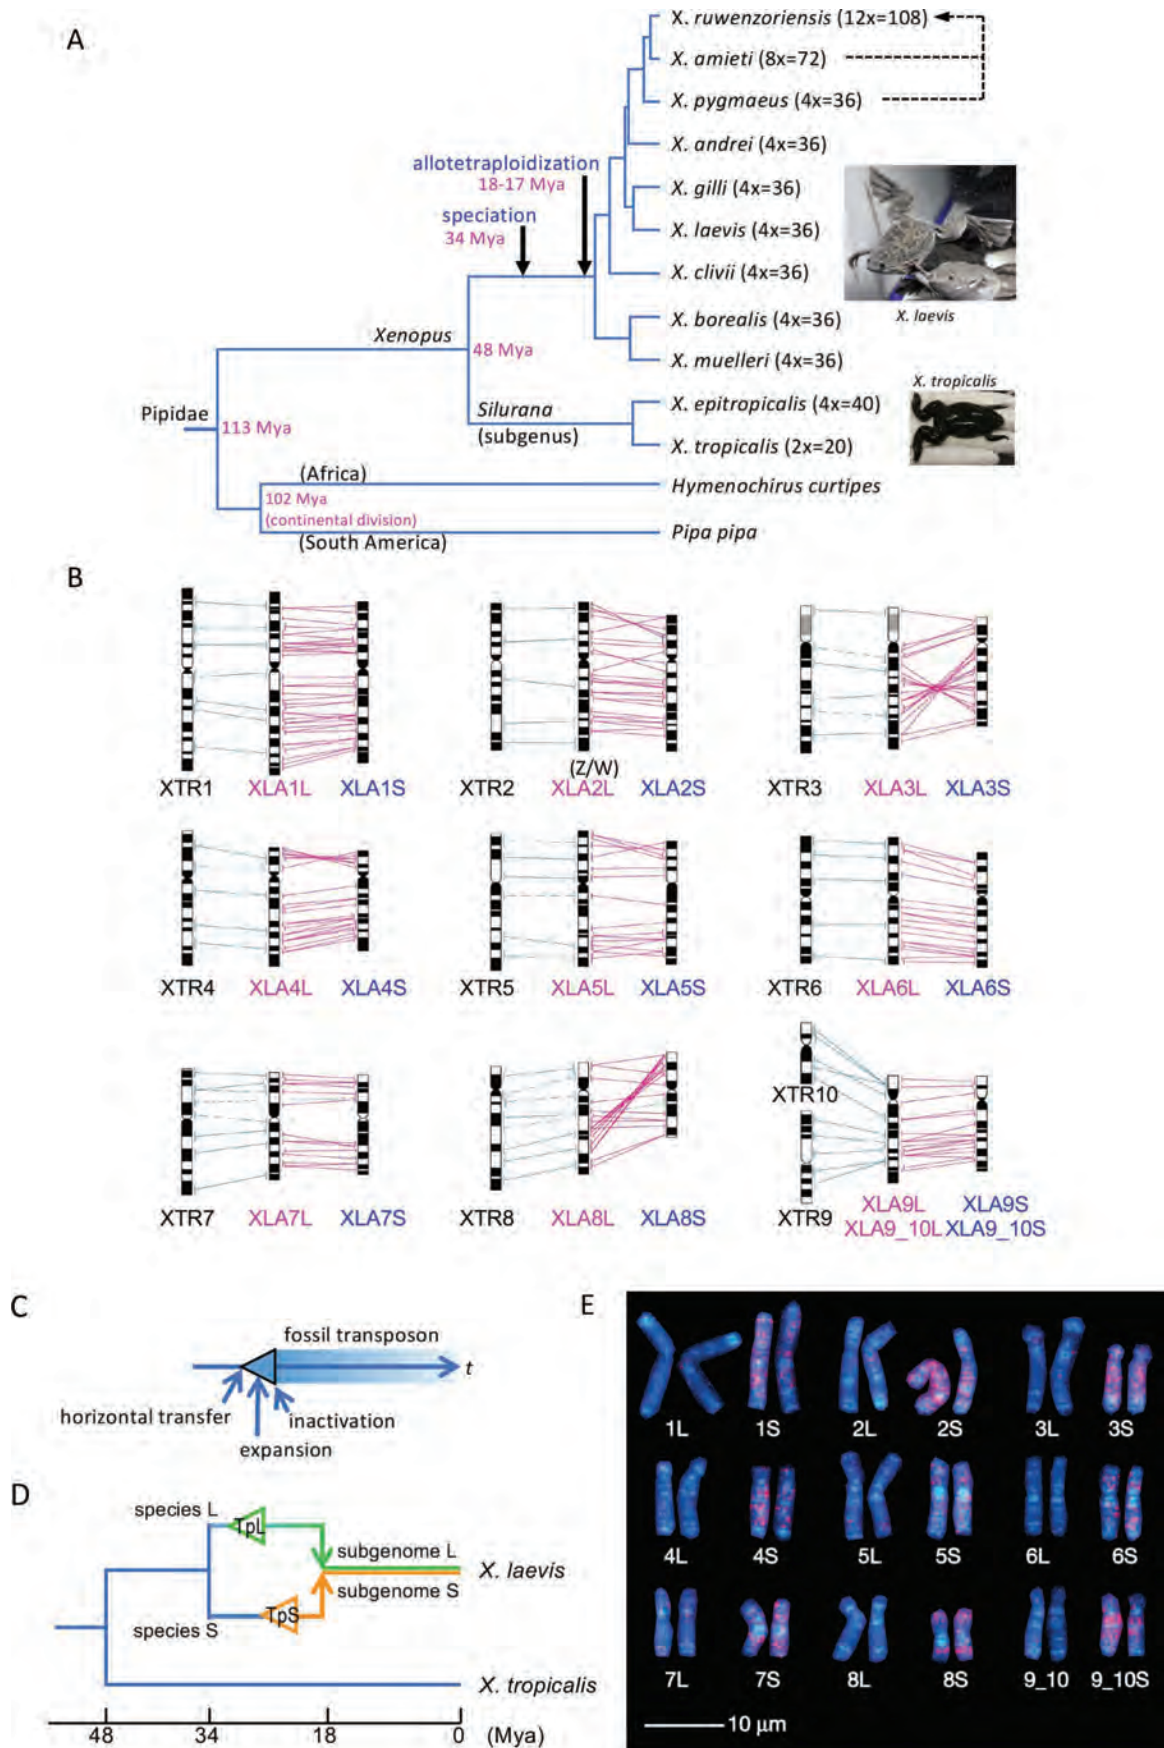 A
X. ruwenzoriensis (12x=108)
X. amieti (8x=72)
X. pygmaeus (4x=36)
X. andrei (4x=36)
allotetraploidization
18-17 Mya
X. gilli (4x=36)
speciation
34 Mya
X. laevis (4x=36)
X. clivii (4x=36)
X. laevis
X. borealis (4x=36)
Xenopus
48 Mya
X. muelleri (4x=36)
X. tropicalis
Silurana
(subgenus)
X. epitropicalis (4x=40)
Pipidae
113 Mya
X. tropicalis (2x=20)
(Africa)
Hymenochirus curtipes
102 Mya
(continental division)
(South America)
Pipa pipa
B
(Z/W)
XTR1 XLA1L XLA1S
XTR2 XLA2L XLA2S
XTR3 XLA3L XLA3S
XTR4 XLA4L XLA4S
XTR5 XLA5L XLA5S
XTR6 XLA6L XLA6S
XTR10
XTR7 XLA7L XLA7S
XTR8 XLA8L XLA8S
XTR9 XLA9L XLA9S
XLA9_10L XLA9_10S
C
fossil transposon
t
horizontal transfer
inactivation
expansion
D
species L
TpL
subgenome L
X. laevis
subgenome S
TpS
species S
X. tropicalis
48 34 18 0 (Mya)
E
1L 1S 2L 2S 3L 3S
4L 4S 5L 5S 6L 6S
7L 7S 8L 8S 9_10 9_10S
10 µm